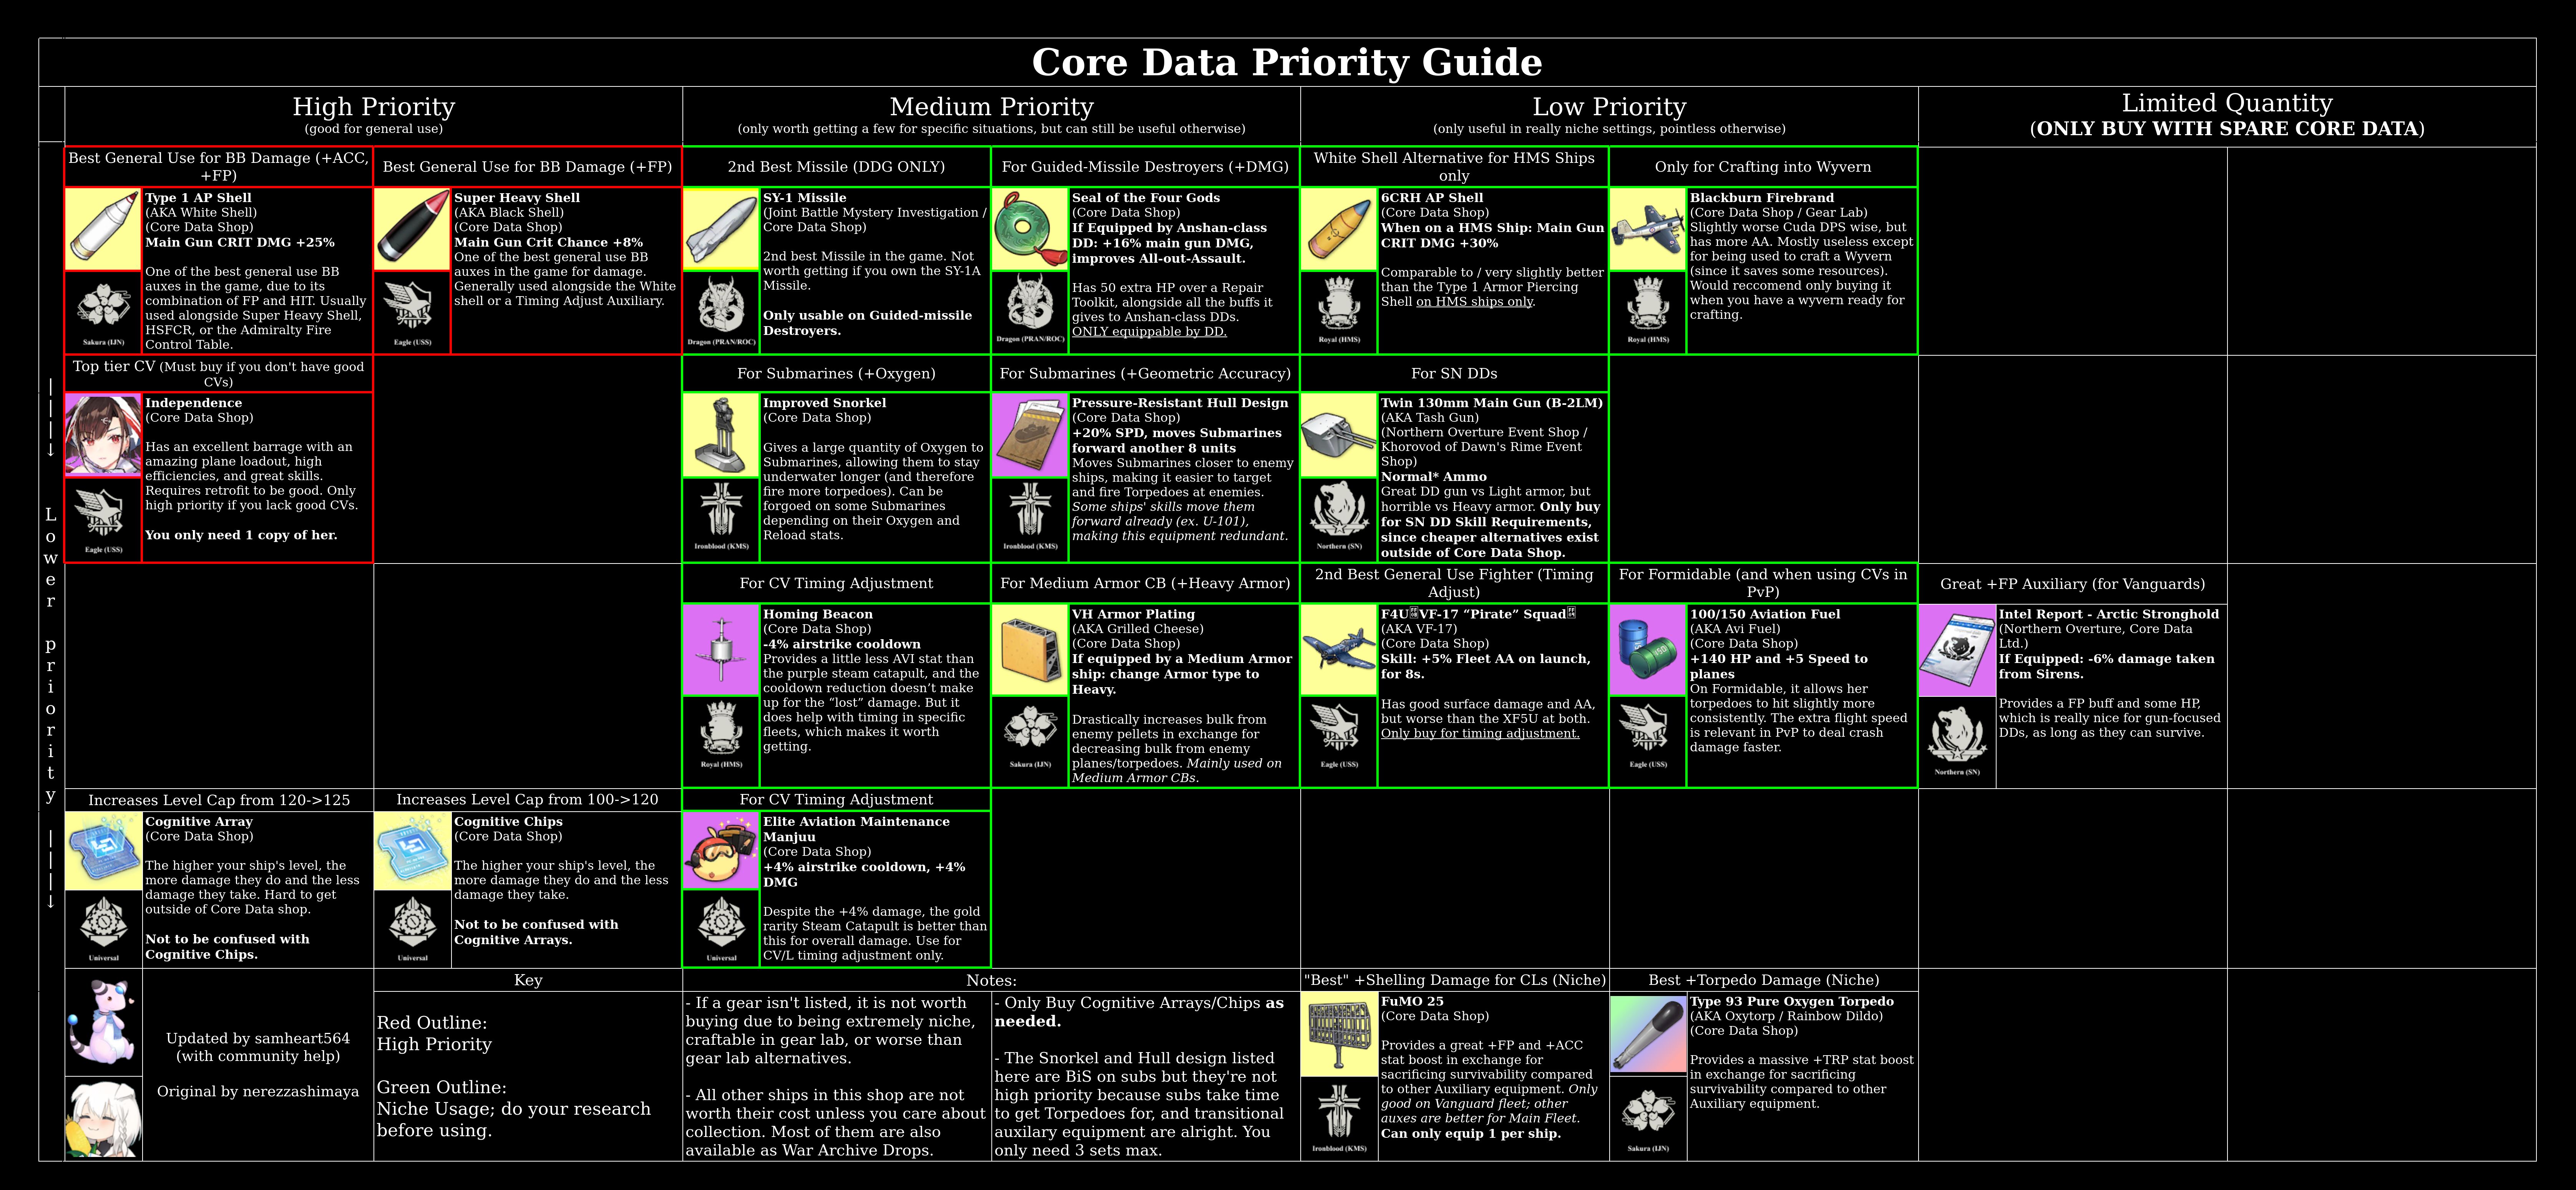 Core Data Priority Guide
High Priority
(good for general use)
Medium Priority
(only worth getting a few for specific situations, but can still be useful otherwise)
Low Priority
(only useful in really niche settings, pointless otherwise)
Limited Quantity
(ONLY BUY WITH SPARE CORE DATA)
Lower priority
Best General Use for BB Damage (+ACC,
+FP)
Type 1 AP Shell
(AKA White Shell)
(Core Data Shop)
Main Gun CRIT DMG +25%
One of the best general use BB
auxes in the game, due to its
combination of FP and HIT. Usually
used alongside Super Heavy Shell,
HSFCR, or the Admiralty Fire
Control Table.
Sakura (IJN)
Best General Use for BB Damage (+FP)
Super Heavy Shell
(AKA Black Shell)
(Core Data Shop)
Main Gun Crit Chance +8%
One of the best general use BB
auxes in the game for damage.
Generally used alongside the White
shell or a Timing Adjust Auxiliary.
Eagle (USS)
2nd Best Missile (DDG ONLY)
SY-1 Missile
(Joint Battle Mystery Investigation /
Core Data Shop)
2nd best Missile in the game. Not
worth getting if you own the SY-1A
Missile.
Only usable on Guided-missile
Destroyers.
Dragon (PRAN/ROC)
For Guided-Missile Destroyers (+DMG)
Seal of the Four Gods
(Core Data Shop)
If Equipped by Anshan-class
DD: +16% main gun DMG,
improves All-out-Assault.
Has 50 extra HP over a Repair
Toolkit, alongside all the buffs it
gives to Anshan-class DDs.
ONLY equippable by DD.
Dragon (PRAN/ROC)
White Shell Alternative for HMS Ships
only
6CRH AP Shell
(Core Data Shop)
When on a HMS Ship: Main Gun
CRIT DMG +30%
Comparable to / very slightly better
than the Type 1 Armor Piercing
Shell on HMS ships only.
Royal (HMS)
Only for Crafting into Wyvern
Blackburn Firebrand
(Core Data Shop / Gear Lab)
Slightly worse Cuda DPS wise, but
has more AA. Mostly useless except
for being used to craft a Wyvern
(since it saves some resources).
Would reccomend only buying it
when you have a wyvern ready for
crafting.
Royal (HMS)
Top tier CV (Must buy if you don't have good
CVs)
Independence
(Core Data Shop)
Has an excellent barrage with an
amazing plane loadout, high
efficiencies, and great skills.
Requires retrofit to be good. Only
high priority if you lack good CVs.
You only need 1 copy of her.
Eagle (USS)
For Submarines (+Oxygen)
Improved Snorkel
(Core Data Shop)
Gives a large quantity of Oxygen to
Submarines, allowing them to stay
underwater longer (and therefore
fire more torpedoes). Can be
forgoed on some Submarines
depending on their Oxygen and
Reload stats.
Ironblood (KMS)
For Submarines (+Geometric Accuracy)
Pressure-Resistant Hull Design
(Core Data Shop)
+20% SPD, moves Submarines
forward another 8 units
Moves Submarines closer to enemy
ships, making it easier to target
and fire Torpedoes at enemies.
Some ships' skills move them
forward already (ex. U-101),
making this equipment redundant.
Ironblood (KMS)
For SN DDs
Twin 130mm Main Gun (B-2LM)
(AKA Tash Gun)
(Northern Overture Event Shop /
Khorovod of Dawn's Rime Event
Shop)
Normal* Ammo
Great DD gun vs Light armor, but
horrible vs Heavy armor. Only buy
for SN DD Skill Requirements,
since cheaper alternatives exist
outside of Core Data Shop.
Northern (SN)
For CV Timing Adjustment
Homing Beacon
(Core Data Shop)
-4% airstrike cooldown
Provides a little less AVI stat than
the purple steam catapult, and the
cooldown reduction doesn’t make
up for the “lost” damage. But it
does help with timing in specific
fleets, which makes it worth
getting.
Royal (HMS)
For Medium Armor CB (+Heavy Armor)
VH Armor Plating
(AKA Grilled Cheese)
(Core Data Shop)
If equipped by a Medium Armor
ship: change Armor type to
Heavy.
Drastically increases bulk from
enemy pellets in exchange for
decreasing bulk from enemy
planes/torpedoes. Mainly used on
Medium Armor CBs.
Sakura (IJN)
2nd Best General Use Fighter (Timing
Adjust)
F4U VF-17 “Pirate” Squad
(AKA VF-17)
(Core Data Shop)
Skill: +5% Fleet AA on launch,
for 8s.
Has good surface damage and AA,
but worse than the XF5U at both.
Only buy for timing adjustment.
Eagle (USS)
For Formidable (and when using CVs in
PvP)
100/150 Aviation Fuel
(AKA Avi Fuel)
(Core Data Shop)
+140 HP and +5 Speed to
planes
On Formidable, it allows her
torpedoes to hit slightly more
consistently. The extra flight speed
is relevant in PvP to deal crash
damage faster.
Eagle (USS)
Great +FP Auxiliary (for Vanguards)
Intel Report - Arctic Stronghold
(Northern Overture, Core Data
Ltd.)
If Equipped: -6% damage taken
from Sirens.
Provides a FP buff and some HP,
which is really nice for gun-focused
DDs, as long as they can survive.
Northern (SN)
Increases Level Cap from 120->125
Cognitive Array
(Core Data Shop)
The higher your ship's level, the
more damage they do and the less
damage they take. Hard to get
outside of Core Data shop.
Not to be confused with
Cognitive Chips.
Universal
Increases Level Cap from 100->120
Cognitive Chips
(Core Data Shop)
The higher your ship's level, the
more damage they do and the less
damage they take.
Not to be confused with
Cognitive Arrays.
Universal
For CV Timing Adjustment
Elite Aviation Maintenance
Manjuu
(Core Data Shop)
+4% airstrike cooldown, +4%
DMG
Despite the +4% damage, the gold
rarity Steam Catapult is better than
this for overall damage. Use for
CV/L timing adjustment only.
Universal
Updated by samheart564
(with community help)
Original by nerezzashimaya
Key
Red Outline:
High Priority
Green Outline:
Niche Usage; do your research
before using.
Notes:
- If a gear isn't listed, it is not worth
buying due to being extremely niche,
craftable in gear lab, or worse than
gear lab alternatives.
- All other ships in this shop are not
worth their cost unless you care about
collection. Most of them are also
available as War Archive Drops.
- Only Buy Cognitive Arrays/Chips as
needed.
- The Snorkel and Hull design listed
here are BiS on subs but they're not
high priority because subs take time
to get Torpedoes for, and transitional
auxilary equipment are alright. You
only need 3 sets max.
"Best" +Shelling Damage for CLs (Niche)
FuMO 25
(Core Data Shop)
Provides a great +FP and +ACC
stat boost in exchange for
sacrificing survivability compared
to other Auxiliary equipment. Only
good on Vanguard fleet; other
auxes are better for Main Fleet.
Can only equip 1 per ship.
Ironblood (KMS)
Best +Torpedo Damage (Niche)
Type 93 Pure Oxygen Torpedo
(AKA Oxytorp / Rainbow Dildo)
(Core Data Shop)
Provides a massive +TRP stat boost
in exchange for sacrificing
survivability compared to other
Auxiliary equipment.
Sakura (IJN)